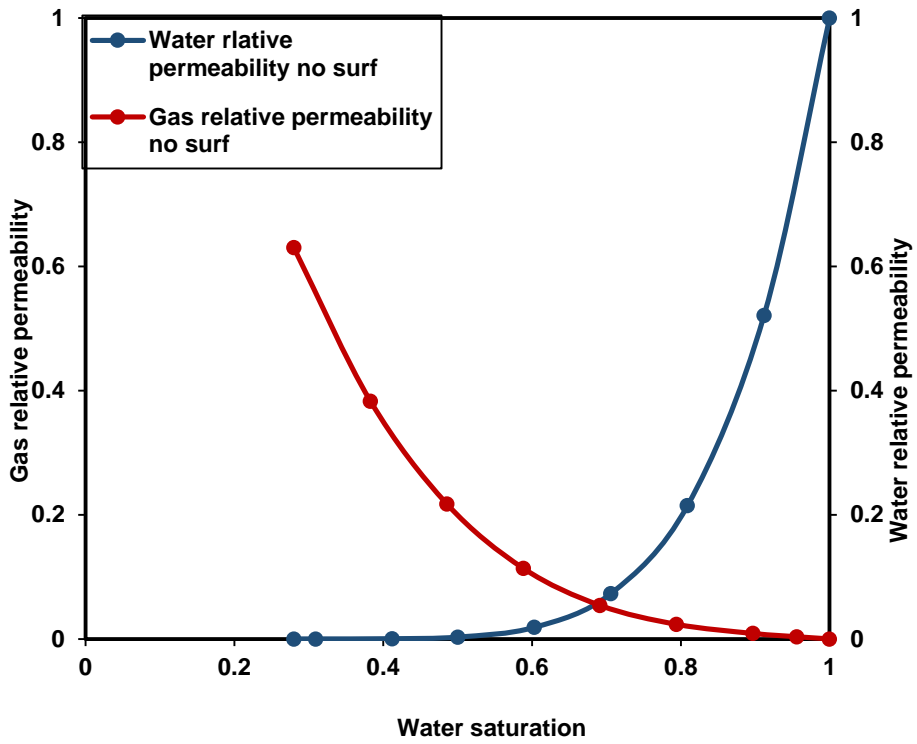 Water rlative
permeability no surf
Gas relative permeability
no surf
1
0.8
0.6
0.4
0.2
0
Gas relative permeability
1
0.8
0.6
0.4
0.2
0
Water relative permeability
0
0.2
0.4
0.6
0.8
1
Water saturation